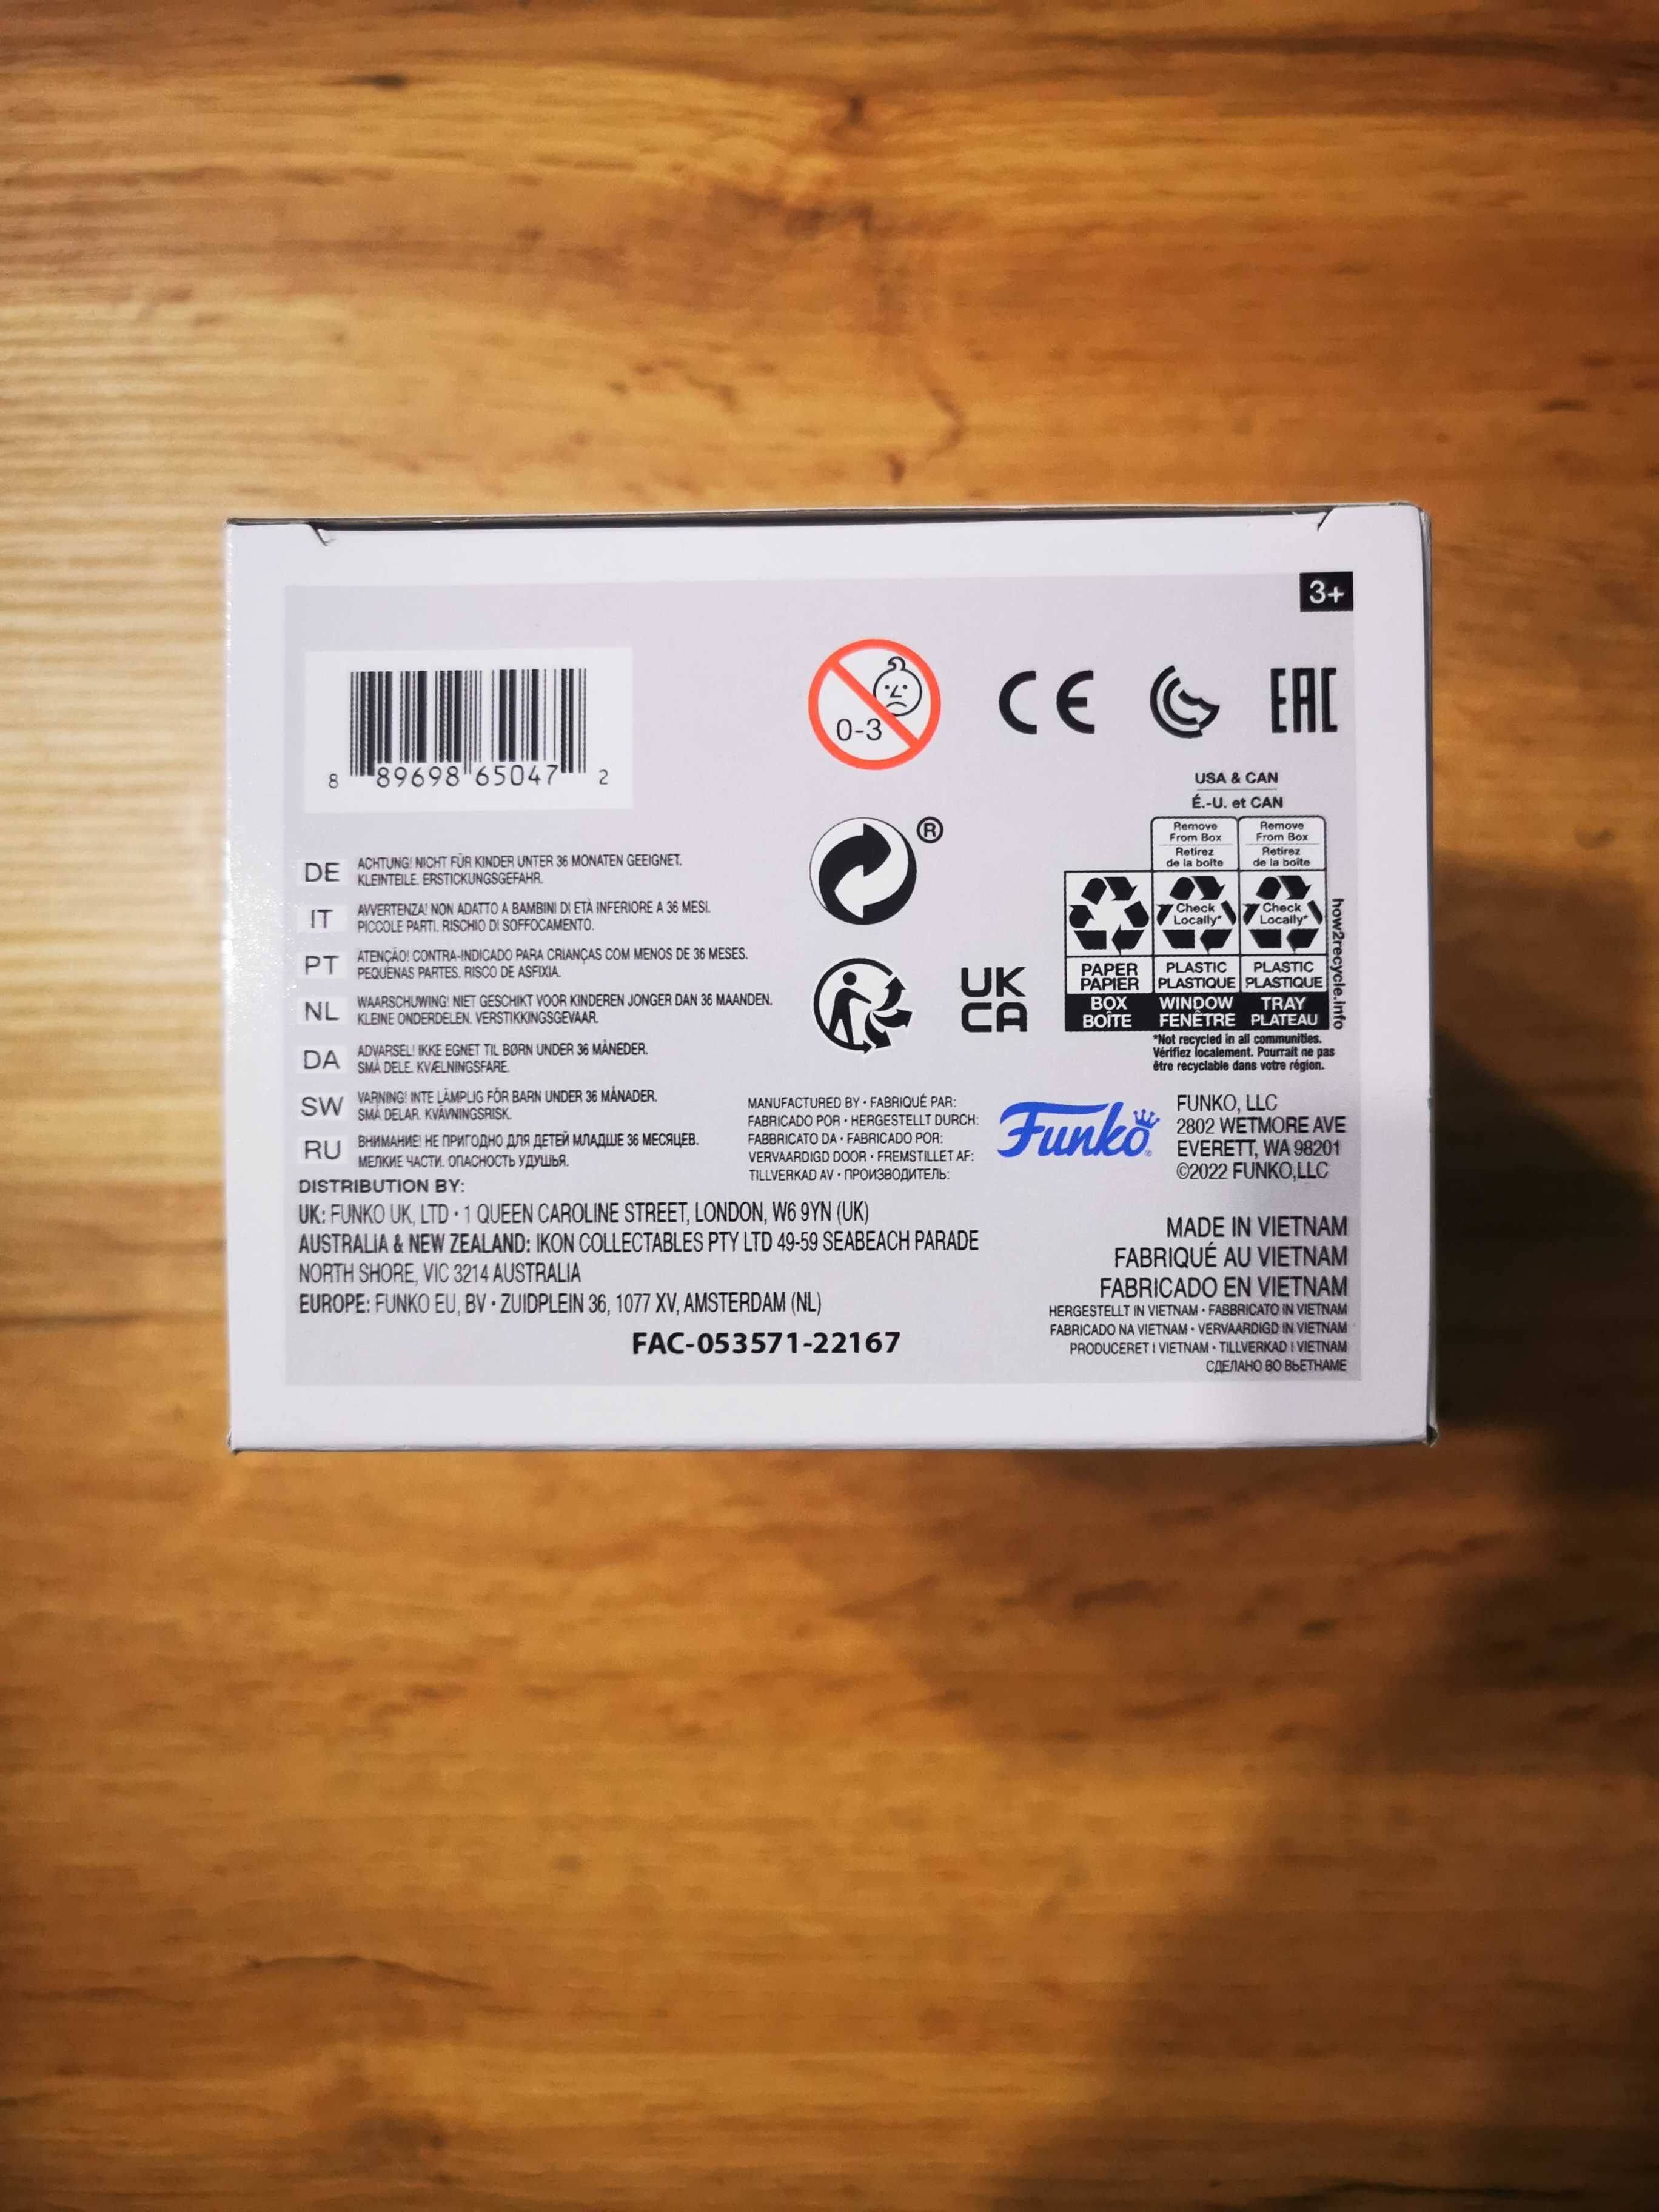 3+
0-3
CE
EAC
8 89698 65047 2
USA & CAN
É.-U. et CAN
Remove From Box
Retirez de la boîte
Remove From Box
Retirez de la boîte
Check Locally*
Check Locally*
PAPER PAPIER
PLASTIC PLASTIQUE
PLASTIC PLASTIQUE
BOX BOÎTE
WINDOW FENÊTRE
TRAY PLATEAU
how2recycle.info
*Not recycled in all communities.
Vérifiez localement. Pourrait ne pas
être recyclable dans votre région.
®
UK
CA
DE ACHTUNG! NICHT FÜR KINDER UNTER 36 MONATEN GEEIGNET.
KLEINTEILE. ERSTICKUNGSGEFAHR.
IT AVVERTENZA! NON ADATTO A BAMBINI DI ETÀ INFERIORE A 36 MESI.
PICCOLE PARTI. RISCHIO DI SOFFOCAMENTO.
PT ATENÇÃO! CONTRA-INDICADO PARA CRIANÇAS COM MENOS DE 36 MESES.
PEQUENAS PARTES. RISCO DE ASFIXIA.
NL WAARSCHUWING! NIET GESCHIKT VOOR KINDEREN JONGER DAN 36 MAANDEN.
KLEINE ONDERDELEN. VERSTIKKINGSGEVAAR.
DA ADVARSEL! IKKE EGNET TIL BØRN UNDER 36 MÅNEDER.
SMÅ DELE. KVÆLNINGSFARE.
SW VARNING! INTE LÄMPLIG FÖR BARN UNDER 36 MÅNADER.
SMÅ DELAR. KVÄVNINGSRISK.
RU ВНИМАНИЕ! НЕ ПРИГОДНО ДЛЯ ДЕТЕЙ МЛАДШЕ 36 МЕСЯЦЕВ.
МЕЛКИЕ ЧАСТИ. ОПАСНОСТЬ УДУШЬЯ.
MANUFACTURED BY • FABRIQUÉ PAR:
FABRICADO POR • HERGESTELLT DURCH:
FABBRICATO DA • FABRICADO POR:
VERVAARDIGD DOOR • FREMSTILLET AF:
TILLVERKAD AV • ПРОИЗВОДИТЕЛЬ:
Funko®
FUNKO, LLC
2802 WETMORE AVE
EVERETT, WA 98201
©2022 FUNKO,LLC
DISTRIBUTION BY:
UK: FUNKO UK, LTD • 1 QUEEN CAROLINE STREET, LONDON, W6 9YN (UK)
AUSTRALIA & NEW ZEALAND: IKON COLLECTABLES PTY LTD 49-59 SEABEACH PARADE
NORTH SHORE, VIC 3214 AUSTRALIA
EUROPE: FUNKO EU, BV • ZUIDPLEIN 36, 1077 XV, AMSTERDAM (NL)
FAC-053571-22167
MADE IN VIETNAM
FABRIQUÉ AU VIETNAM
FABRICADO EN VIETNAM
HERGESTELLT IN VIETNAM • FABBRICATO IN VIETNAM
FABRICADO NA VIETNAM • VERVAARDIGD IN VIETNAM
PRODUCERET I VIETNAM • TILLVERKAD I VIETNAM
СДЕЛАНО ВО ВЬЕТНАМЕ